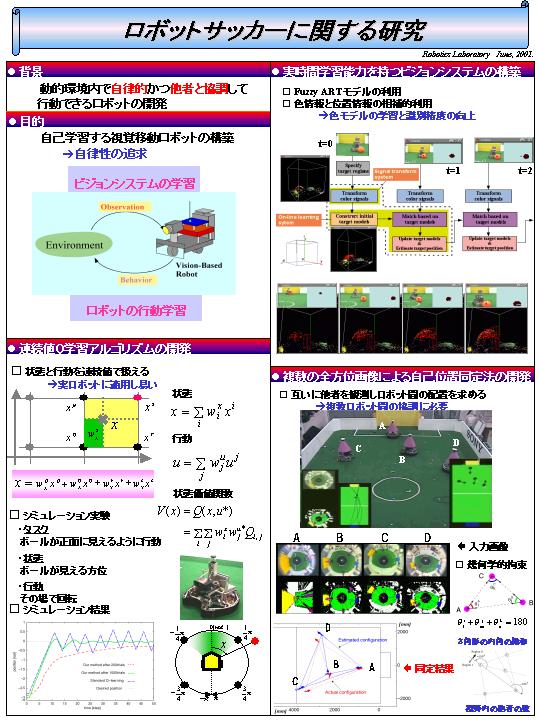 ロボットサッカーに関する研究
Robotics Laboratory June, 2001.
● 背景
動的環境内で自律的かつ他者と協調して
行動できるロボットの開発
● 目的
自己学習する視覚移動ロボットの構築
→自律性の追求
ビジョンシステムの学習
Observation
Environment
Vision-Based
Robot
Behavior
ロボットの行動学習
● 連続値Q学習アルゴリズムの開発
□ 状態と行動を連続値で扱える
→実ロボットに適用し易い
状態
行動
状態価値関数
V(x) = Q(x,u*)
□ シミュレーション実験
・タスク
ボールが正面に見えるように行動
・状態
ボールが見える方位
・行動
その場で回転
□ シミュレーション結果
Our method after 200trials
Our method after 1000trials
Standard Q-learning
Desired position
● 実時間学習能力を持つビジョンシステムの構築
□ Fuzzy ARTモデルの利用
□ 色情報と位置情報の相補的利用
→色モデルの学習と識別精度の向上
t=0
t=1
t=2
Specify
target regions
Signal transform
system
Transform
color signals
Transform
color signals
Transform
color signals
On-line learning
system
Construct initial
target models
Match based on
target models
Match based on
target models
Update target models
Estimate target position
Update target models
Estimate target position
● 複数の全方位画像による自己位置同定法の開発
□ 互いに他者を観測しロボット間の配置を求める
→複数ロボット間の協調に必要
A
C
B
D
A B C D
← 入力画像
□ 幾何学的拘束
C
A
B
=180
3角形の内角の総和
[mm]
D
Estimated configuration
C
B
A
Actual configuration
2000
0
-2000
4000 2000 0 [mm]
← 同定結果
視野内の他者の数